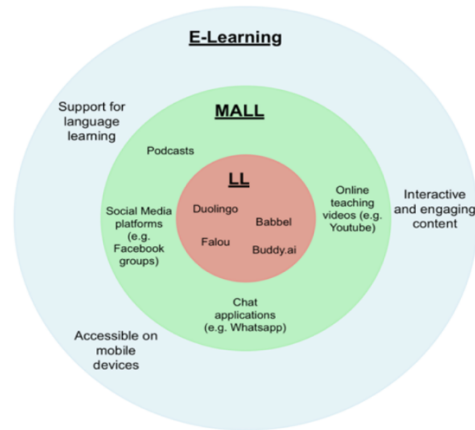 E-Learning
Support for
language
learning
MALL
Podcasts
LL
Duolingo
Babbel
Falou
Buddy.ai
Social Media
platforms
(e.g.
Facebook
groups)
Online
teaching
videos (e.g.
Youtube)
Interactive
and engaging
content
Chat
applications
(e.g. Whatsapp)
Accessible on
mobile
devices